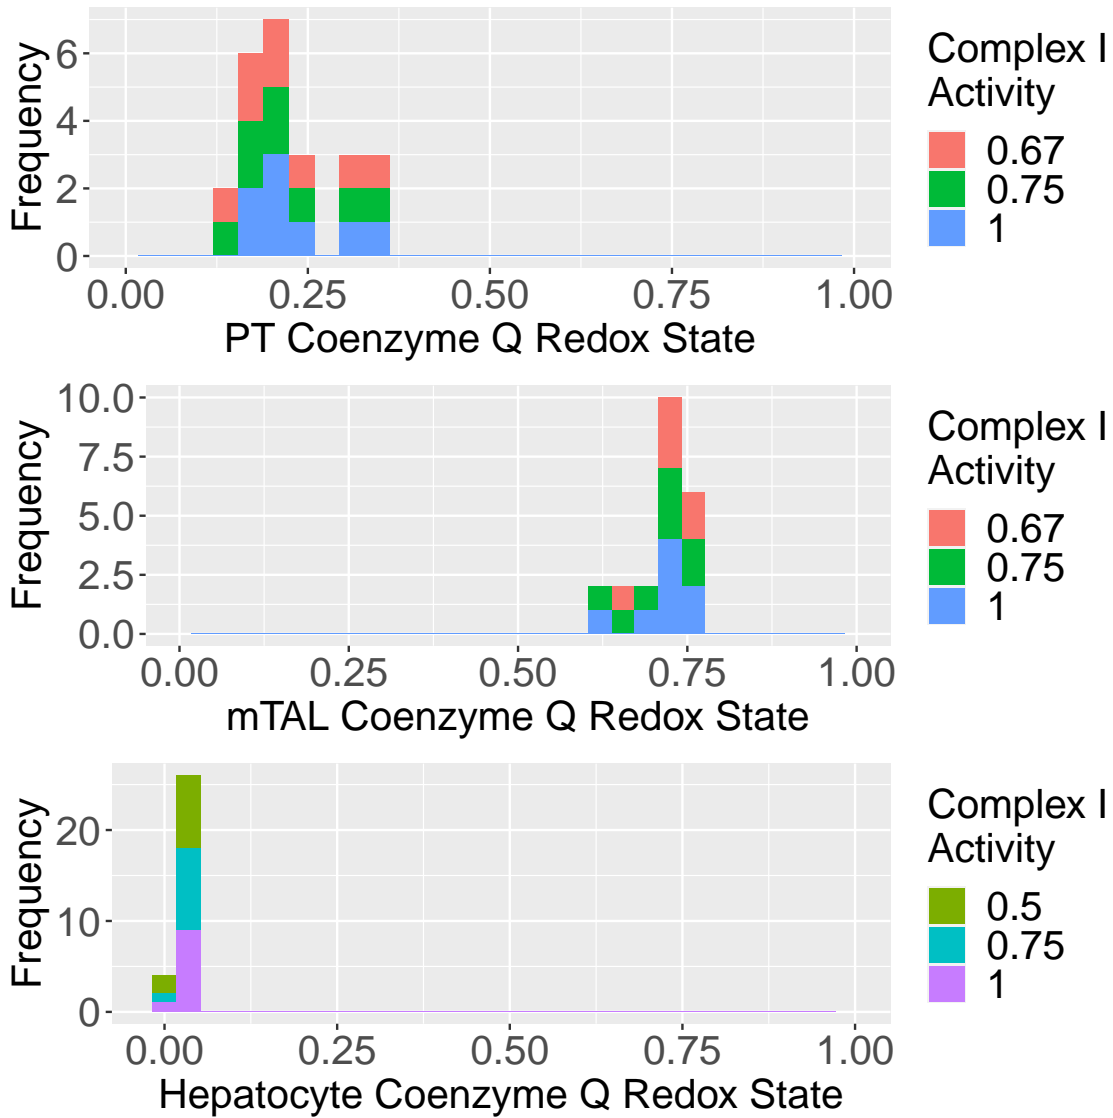 Frequency
6
4
2
0
0.00 0.25 0.50 0.75 1.00
PT Coenzyme Q Redox State
Complex I
Activity
0.67
0.75
1
Frequency
10.0
7.5
5.0
2.5
0.0
0.00 0.25 0.50 0.75 1.00
mTAL Coenzyme Q Redox State
Complex I
Activity
0.67
0.75
1
Frequency
20
10
0
0.00 0.25 0.50 0.75 1.00
Hepatocyte Coenzyme Q Redox State
Complex I
Activity
0.5
0.75
1